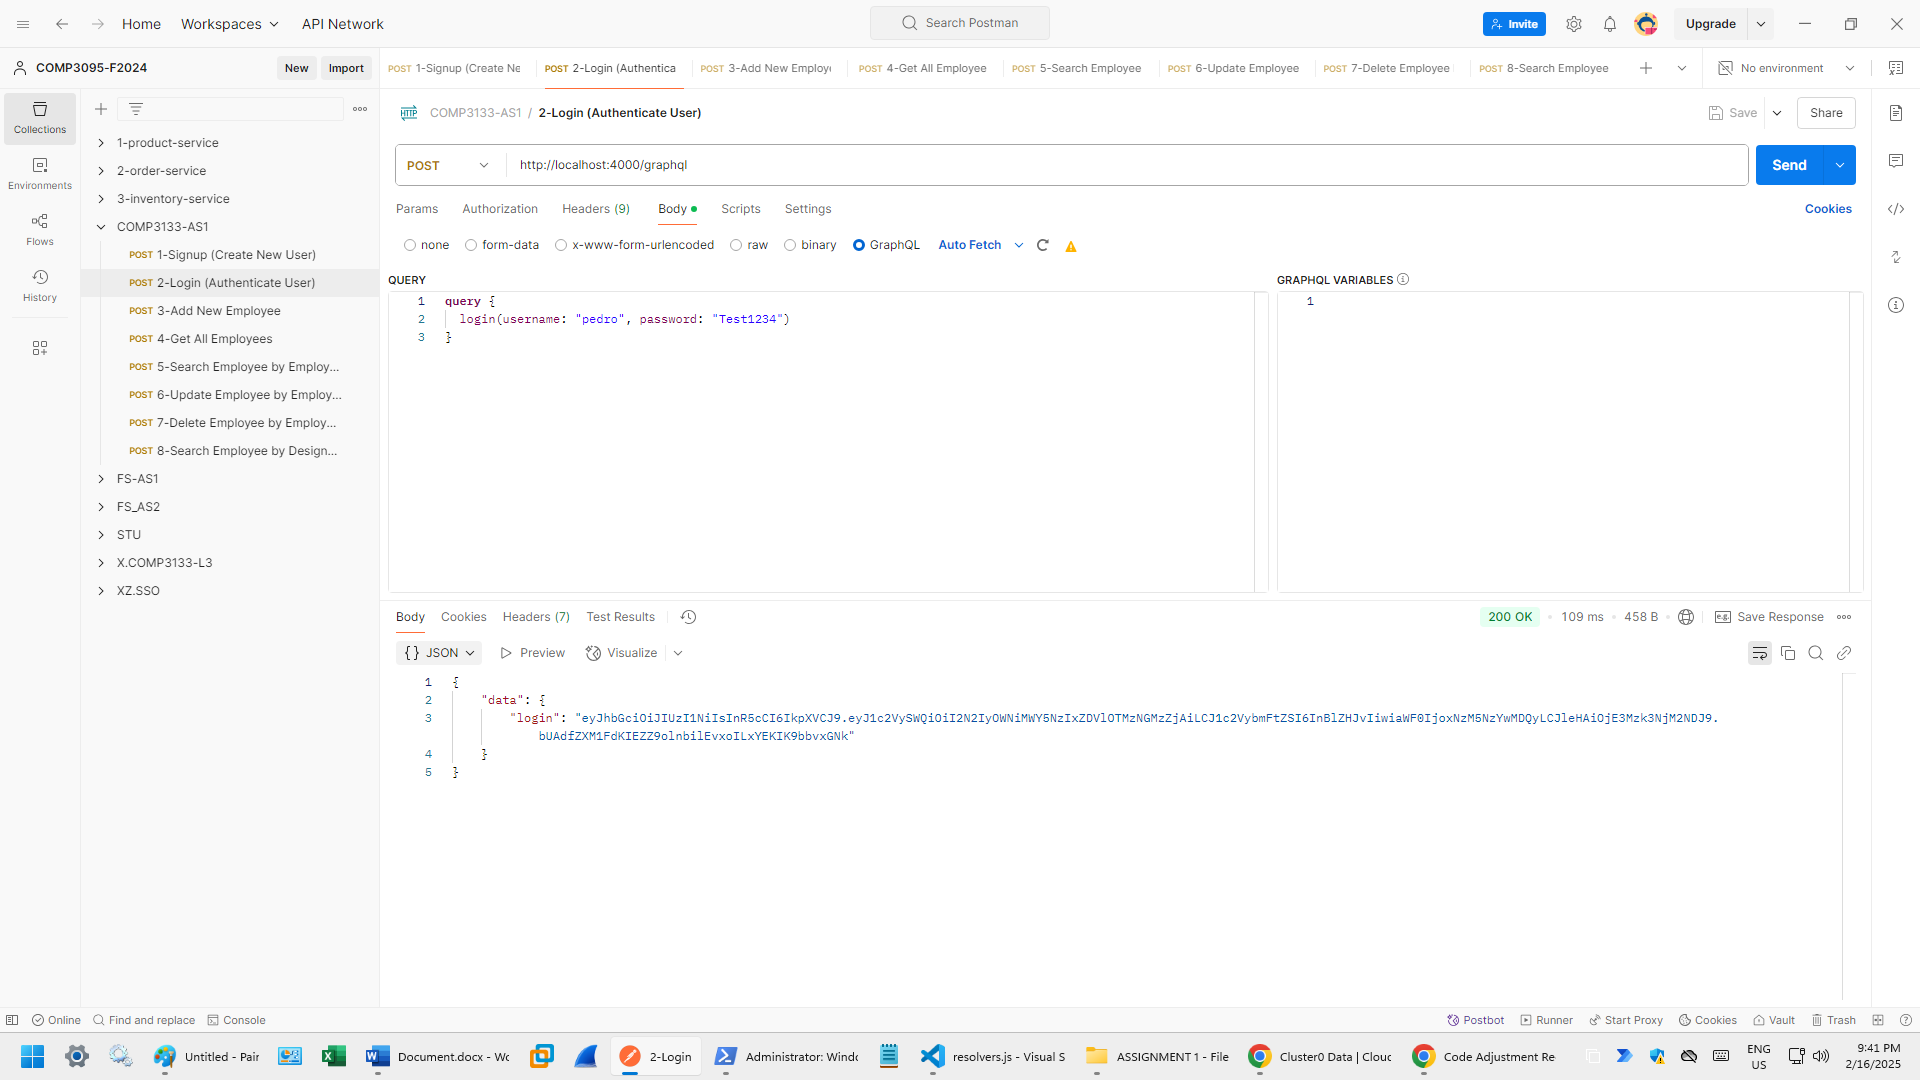 Home
Workspaces
API Network
Search Postman
Invite
Upgrade
COMP3095-F2024
New
Import
POST 1-Signup (Create Ne
POST 2-Login (Authentica
POST 3-Add New Employe
POST 4-Get All Employee
POST 5-Search Employee
POST 6-Update Employee
POST 7-Delete Employee
POST 8-Search Employee
No environment
Collections
Environments
Flows
History
1-product-service
2-order-service
3-inventory-service
COMP3133-AS1
POST 1-Signup (Create New User)
POST 2-Login (Authenticate User)
POST 3-Add New Employee
POST 4-Get All Employees
POST 5-Search Employee by Employ...
POST 6-Update Employee by Employ...
POST 7-Delete Employee by Employ...
POST 8-Search Employee by Design...
FS-AS1
FS_AS2
STU
X.COMP3133-L3
XZ.SSO
HTTP COMP3133-AS1 / 2-Login (Authenticate User)
Save
Share
POST
http://localhost:4000/graphql
Send
Params
Authorization
Headers (9)
Body
Scripts
Settings
Cookies
none
form-data
x-www-form-urlencoded
raw
binary
GraphQL
Auto Fetch
QUERY
1 query {
2 login(username: "pedro", password: "Test1234")
3 }
GRAPHQL VARIABLES
1
Body
Cookies
Headers (7)
Test Results
200 OK
109 ms
458 B
e.g. Save Response
{} JSON
Preview
Visualize
1 {
2 "data": {
3 "login": "eyJhbGciOiJIUzI1NiIsInR5cCI6IkpXVCJ9.eyJ1c2VySWQiOiI2N2IyOWNiMWY5NzIxZDVlOTMzNGMzZjAiLCJ1c2VybmFtZSI6InBlZHJvIiwiaWF0IjoxNzM5NzYwMDQyLCJleHAiOjE3Mzk3NjM2NDJ9.
bUAdfZXM1FdKIEZZ9olnbilEvxoILxYEKIK9bbvxGNk"
4 }
5 }
Online
Find and replace
Console
Postbot
Runner
Start Proxy
Cookies
Vault
Trash
Untitled - Pain
Document.docx - Wo
2-Login
Administrator: Windo
resolvers.js - Visual S
ASSIGNMENT 1 - File
Cluster0 Data | Clouc
Code Adjustment Re
ENG
US
9:41 PM
2/16/2025